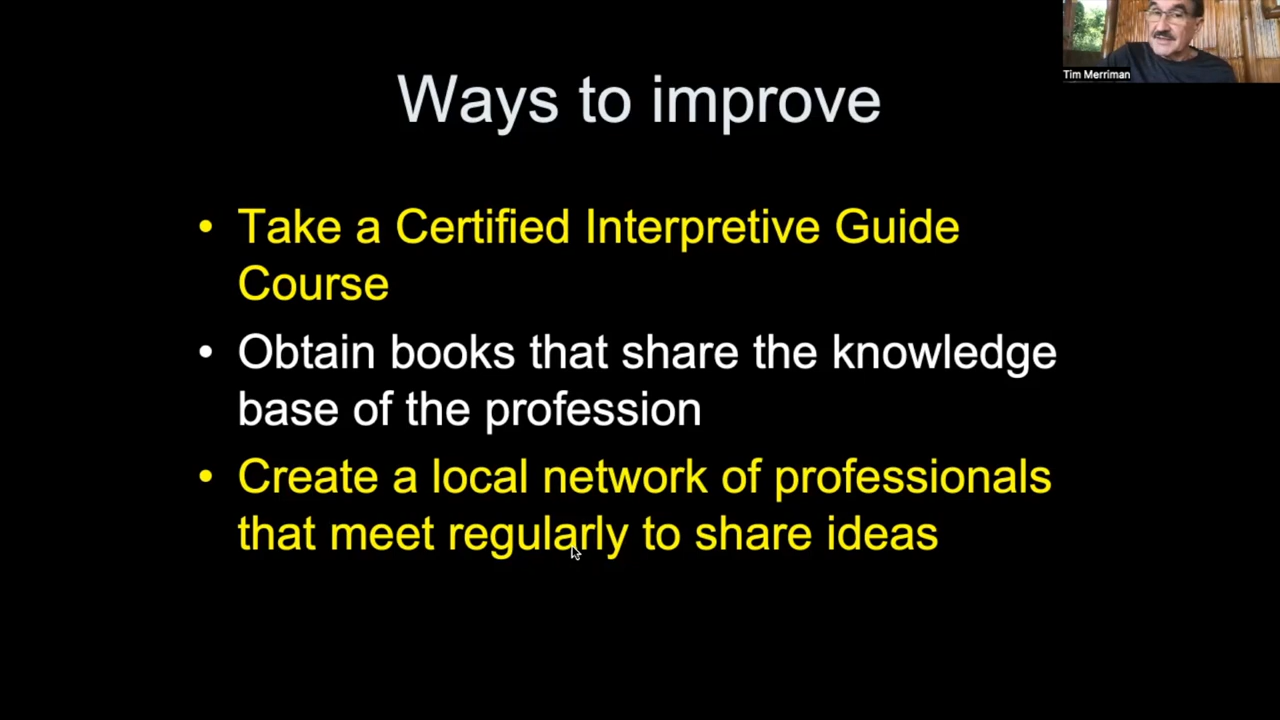 Tim Merriman
Ways to improve
• Take a Certified Interpretive Guide
Course
• Obtain books that share the knowledge
base of the profession
• Create a local network of professionals
that meet regularly to share ideas